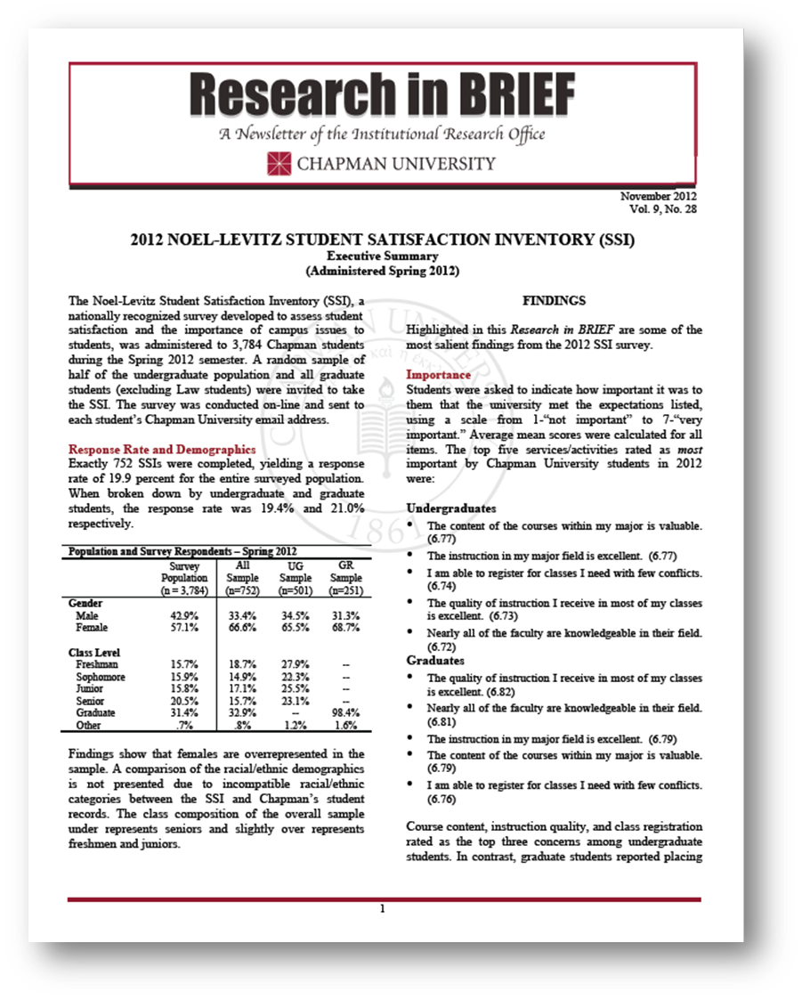 Research in BRIEF
A Newsletter of the Institutional Research Office
CHAPMAN UNIVERSITY
November 2012
Vol. 9, No. 28
2012 NOEL-LEVITZ STUDENT SATISFACTION INVENTORY (SSI)
Executive Summary
(Administered Spring 2012)
The Noel-Levitz Student Satisfaction Inventory (SSI), a
nationally recognized survey developed to assess student
satisfaction and the importance of campus issues to
students, was administered to 3,784 Chapman students
during the Spring 2012 semester. A random sample of
half of the undergraduate population and all graduate
students (excluding Law students) were invited to take
the SSI. The survey was conducted on-line and sent to
each student's Chapman University email address.
Response Rate and Demographics
Exactly 752 SSIs were completed, yielding a response
rate of 19.9 percent for the entire surveyed population.
When broken down by undergraduate and graduate
students, the response rate was 19.4% and 21.0%
respectively.
Population and Survey Respondents – Spring 2012
Survey All UG GR
Population Sample Sample Sample
(n = 3,784) (n=752) (n=501) (n=251)
Gender
Male 42.9% 33.4% 34.5% 31.3%
Female 57.1% 66.6% 65.5% 68.7%
Class Level
Freshman 15.7% 18.7% 27.9% --
Sophomore 15.9% 14.9% 22.3% --
Junior 15.8% 17.1% 25.5% --
Senior 20.5% 15.7% 23.1% --
Graduate 31.4% 32.9% -- 98.4%
Other .7% .8% 1.2% 1.6%
Findings show that females are overrepresented in the
sample. A comparison of the racial/ethnic demographics
is not presented due to incompatible racial/ethnic
categories between the SSI and Chapman's student
records. The class composition of the overall sample
under represents seniors and slightly over represents
freshmen and juniors.
FINDINGS
Highlighted in this Research in BRIEF are some of the
most salient findings from the 2012 SSI survey.
Importance
Students were asked to indicate how important it was to
them that the university met the expectations listed,
using a scale from 1-“not important” to 7-“very
important.” Average mean scores were calculated for all
items. The top five services/activities rated as most
important by Chapman University students in 2012
were:
Undergraduates
• The content of the courses within my major is valuable.
(6.77)
• The instruction in my major field is excellent. (6.77)
• I am able to register for classes I need with few conflicts.
(6.74)
• The quality of instruction I receive in most of my classes
is excellent. (6.73)
• Nearly all of the faculty are knowledgeable in their field.
(6.72)
Graduates
• The quality of instruction I receive in most of my classes
is excellent. (6.82)
• Nearly all of the faculty are knowledgeable in their field.
(6.81)
• The instruction in my major field is excellent. (6.79)
• The content of the courses within my major is valuable.
(6.79)
• I am able to register for classes I need with few conflicts.
(6.76)
Course content, instruction quality, and class registration
rated as the top three concerns among undergraduate
students. In contrast, graduate students reported placing
1861
1